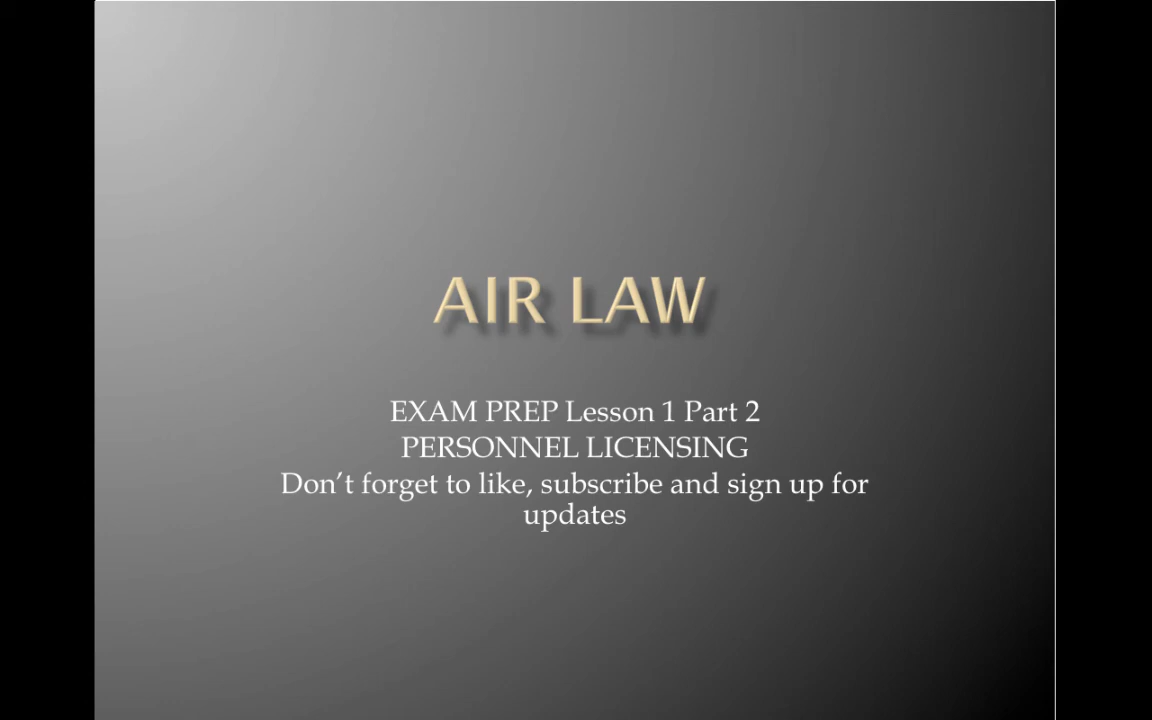 AIR LAW
EXAM PREP Lesson 1 Part 2
PERSONNEL LICENSING
Don’t forget to like, subscribe and sign up for
updates